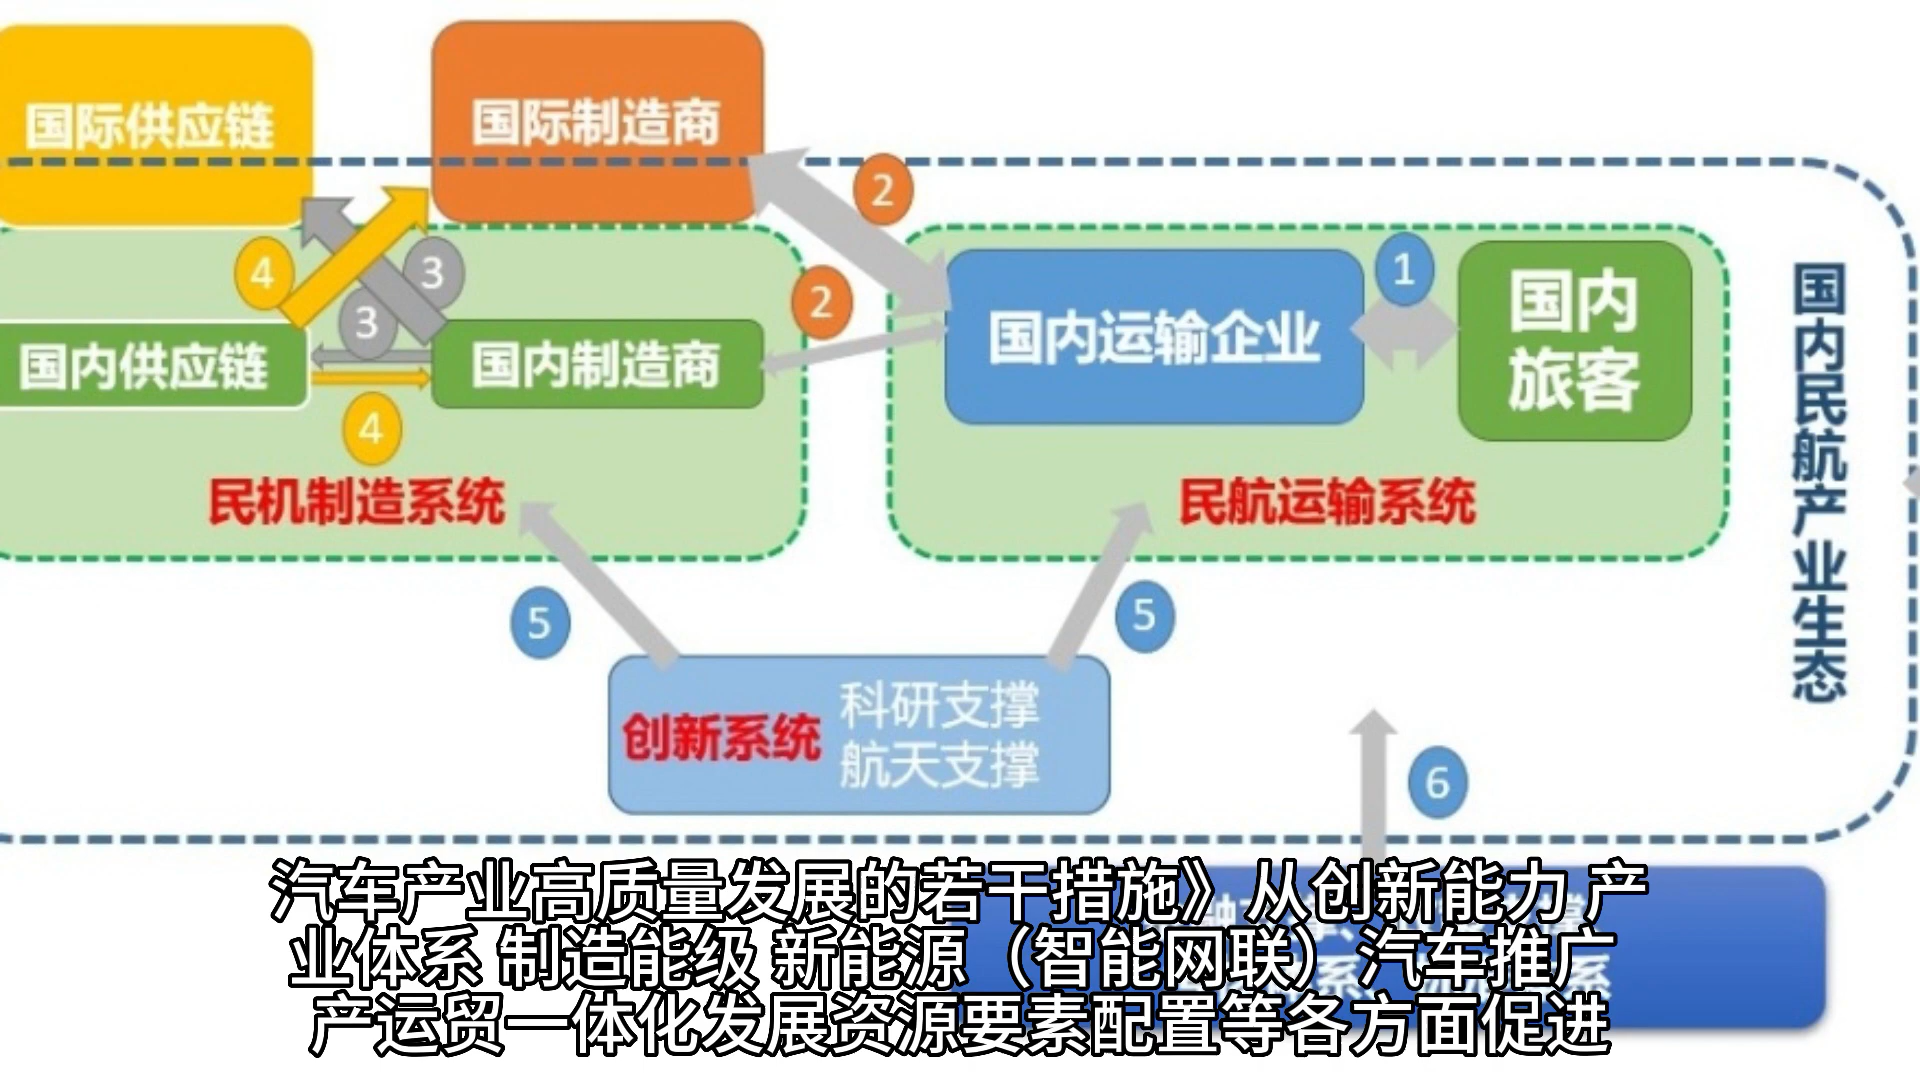 国际供应链
国际制造商
2
4
3
3
2
1
国内供应链
国内制造商
国内运输企业
国内
旅客
4
民机制造系统
民航运输系统
国内民航产业生态
5
5
创新系统
科研支撑
航天支撑
6
汽车产业高质量发展的若干措施》从创新能力 产
业体系 制造能级 新能源（智能网联）汽车推广
产运贸一体化发展资源要素配置等各方面促进